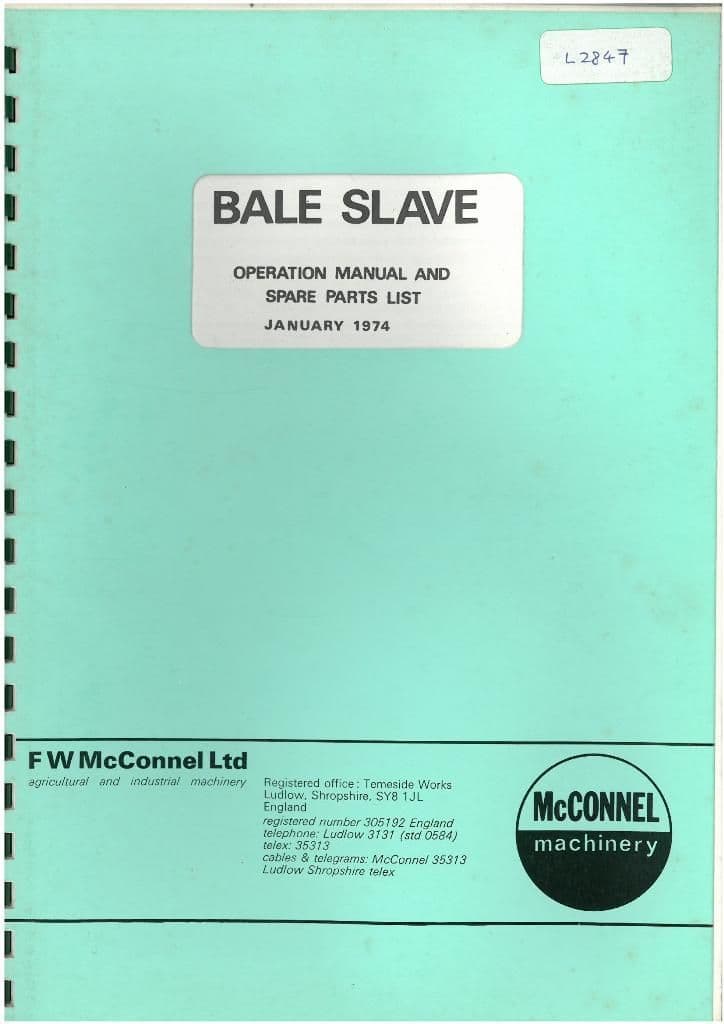 L2847
BALE SLAVE
OPERATION MANUAL AND
SPARE PARTS LIST
JANUARY 1974
F W McConnel Ltd
agricultural and industrial machinery
Registered office: Temeside Works
Ludlow, Shropshire, SY8 1JL
England
registered number 305192 England
telephone: Ludlow 3131 (std 0584)
telex: 35313
cables & telegrams: McConnel 35313
Ludlow Shropshire telex
McCONNEL
machinery